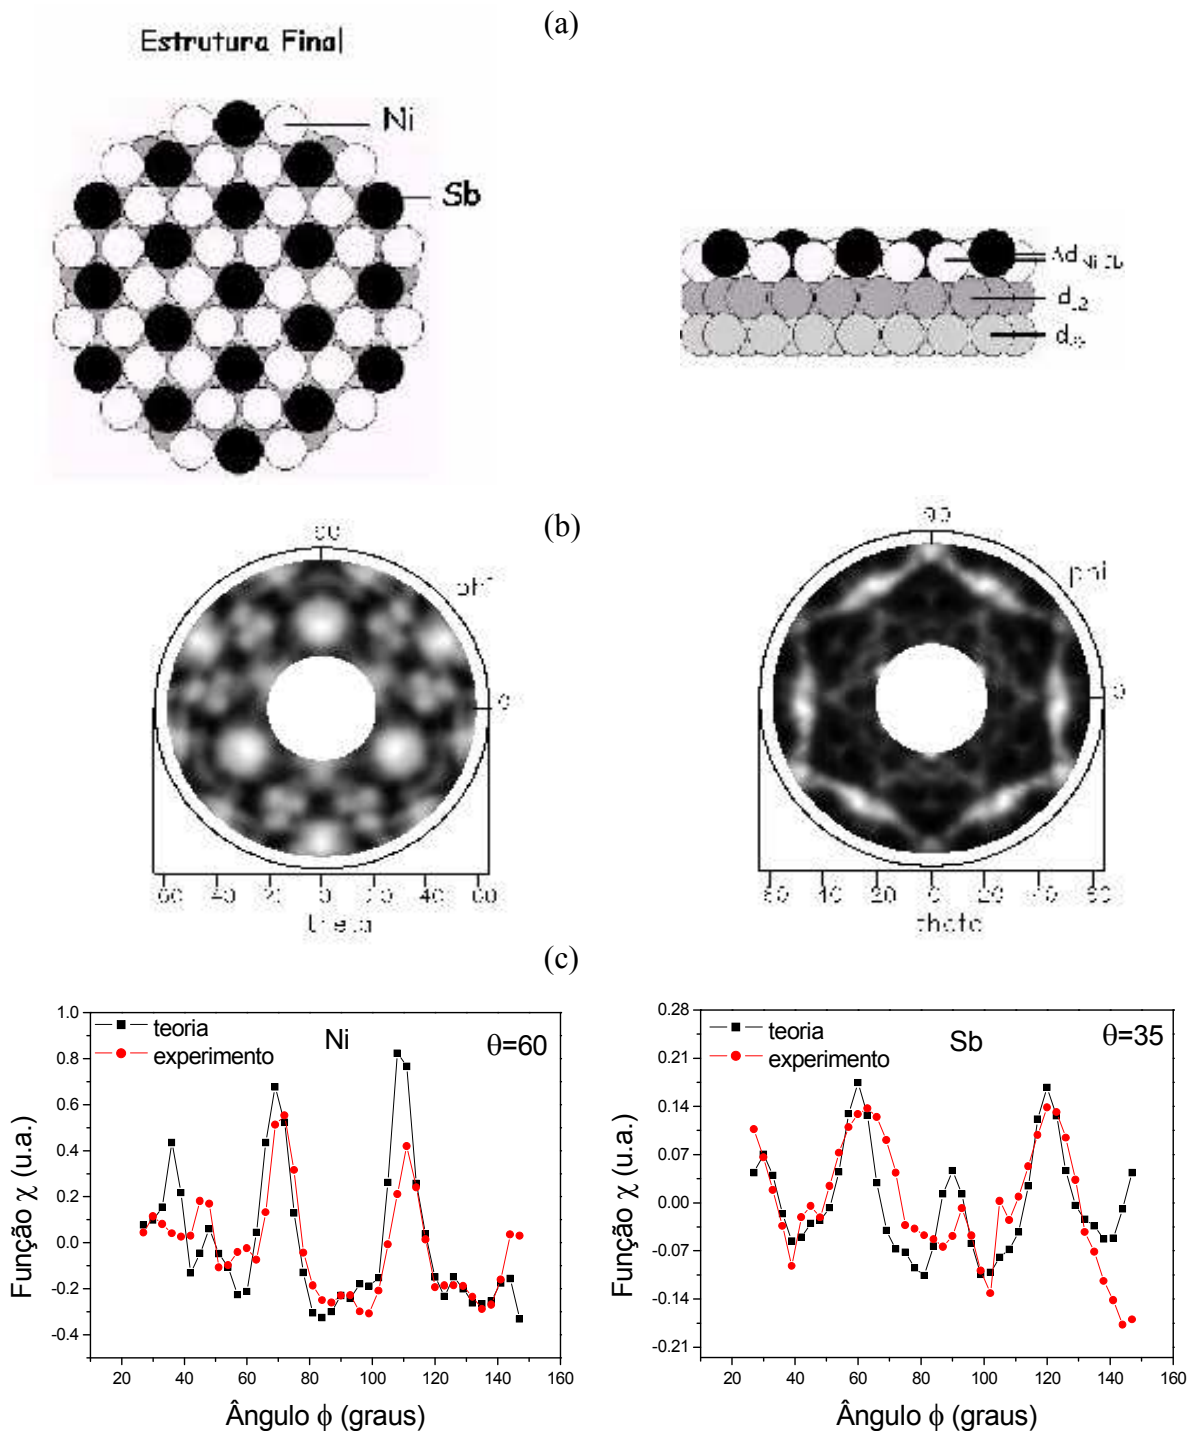 (a)
Estrutura Final
Ni
Sb
(b)
90
phi
0
60 20 0 20 40 60
theta
0
20 0 20 60
(c)
1.0
0.8
0.6
0.4
0.2
0.0
-0.2
-0.4
20 40 60 80 100 120 140 160
Função χ (u.a.)
Ângulo ϕ (graus)
teoria
experimento
Ni
θ=60
0.28
0.21
0.14
0.07
0.00
-0.07
-0.14
-0.21
20 40 60 80 100 120 140 160
Função χ (u.a.)
Ângulo ϕ (graus)
teoria
experimento
Sb
θ=35